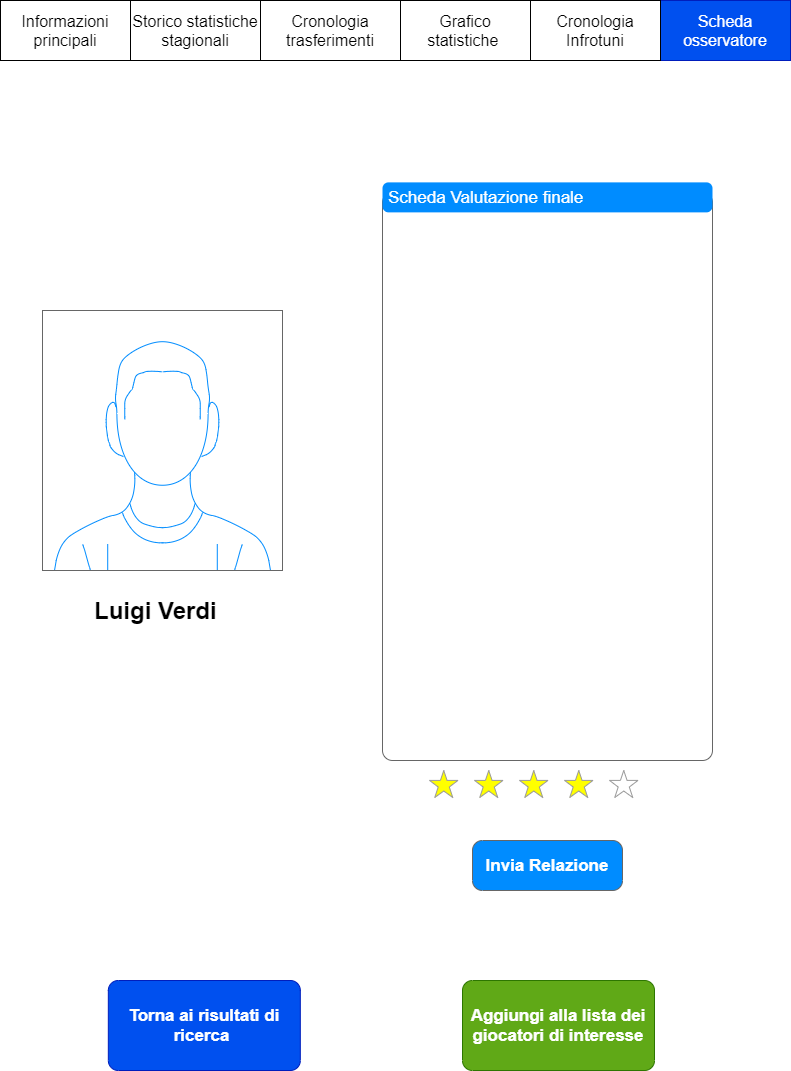 Informazioni
principali
Storico statistiche
stagionali
Cronologia
trasferimenti
Grafico
statistiche
Cronologia
Infrotuni
Scheda
osservatore
Scheda Valutazione finale
Luigi Verdi
Invia Relazione
Torna ai risultati di
ricerca
Aggiungi alla lista dei
giocatori di interesse